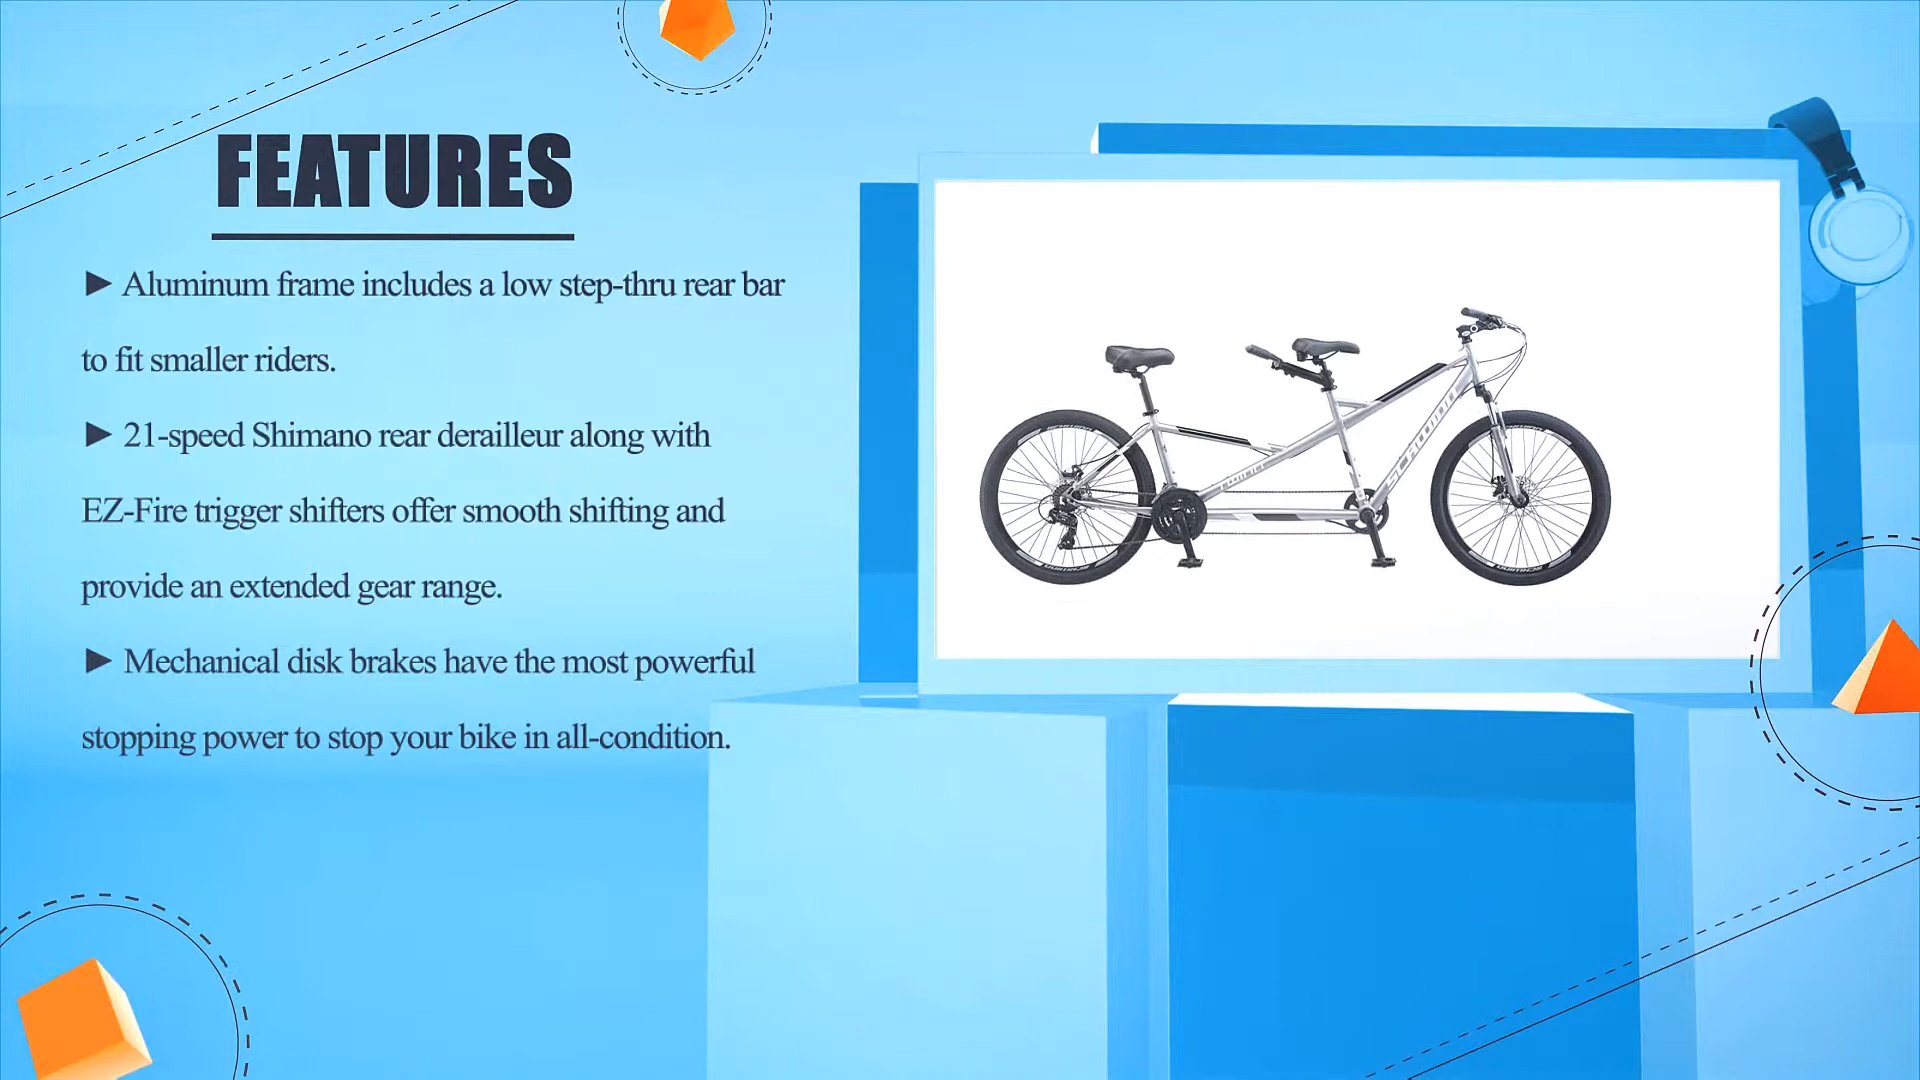 FEATURES
► Aluminum frame includes a low step-thru rear bar
to fit smaller riders.
► 21-speed Shimano rear derailleur along with
EZ-Fire trigger shifters offer smooth shifting and
provide an extended gear range.
► Mechanical disk brakes have the most powerful
stopping power to stop your bike in all-condition.
SCHWINN